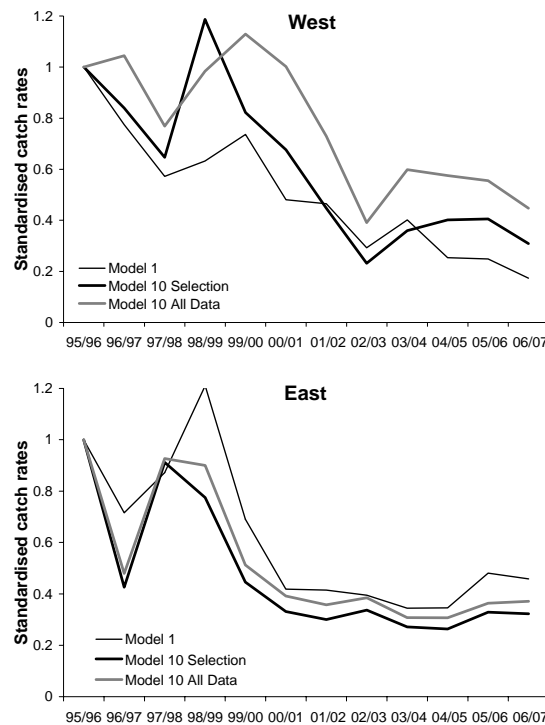 West
Standardised catch rates
1.2
1
0.8
0.6
0.4
0.2
0
Model 1
Model 10 Selection
Model 10 All Data
95/96 96/97 97/98 98/99 99/00 00/01 01/02 02/03 03/04 04/05 05/06 06/07
East
Standardised catch rates
1.2
1
0.8
0.6
0.4
0.2
0
Model 1
Model 10 Selection
Model 10 All Data
95/96 96/97 97/98 98/99 99/00 00/01 01/02 02/03 03/04 04/05 05/06 06/07